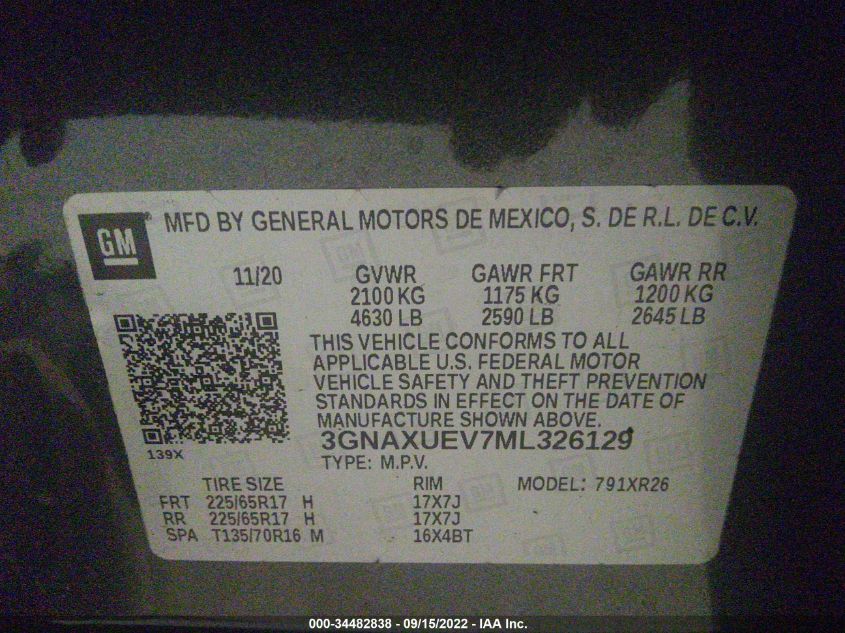 GM
MFD BY GENERAL MOTORS DE MEXICO, S. DE R.L. DE C.V.
11/20 GVWR GAWR FRT GAWR RR
2100 KG 1175 KG 1200 KG
4630 LB 2590 LB 2645 LB
THIS VEHICLE CONFORMS TO ALL
APPLICABLE U.S. FEDERAL MOTOR
VEHICLE SAFETY AND THEFT PREVENTION
STANDARDS IN EFFECT ON THE DATE OF
MANUFACTURE SHOWN ABOVE.
3GNAXUEV7ML326129
139X
TYPE: M.P.V.
TIRE SIZE RIM MODEL: 791XR26
FRT 225/65R17 H 17X7J
RR 225/65R17 H 17X7J
SPA T135/70R16 M 16X4BT
000-34482838 - 09/15/2022 - IAA Inc.